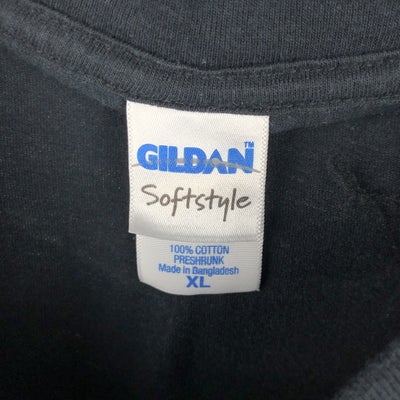 GILDAN™
Softstyle
100% COTTON
PRESHRUNK
Made in Bangladesh
XL